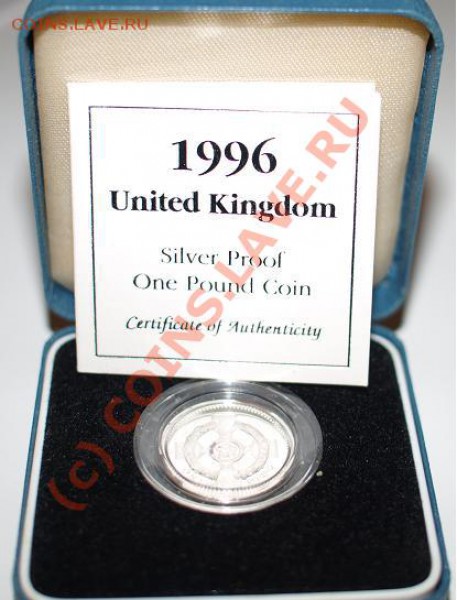 COINS.LAVE.RU
1996
United Kingdom
Silver Proof
One Pound Coin
Certificate of Authenticity
(c) COINS.LAVE.RU